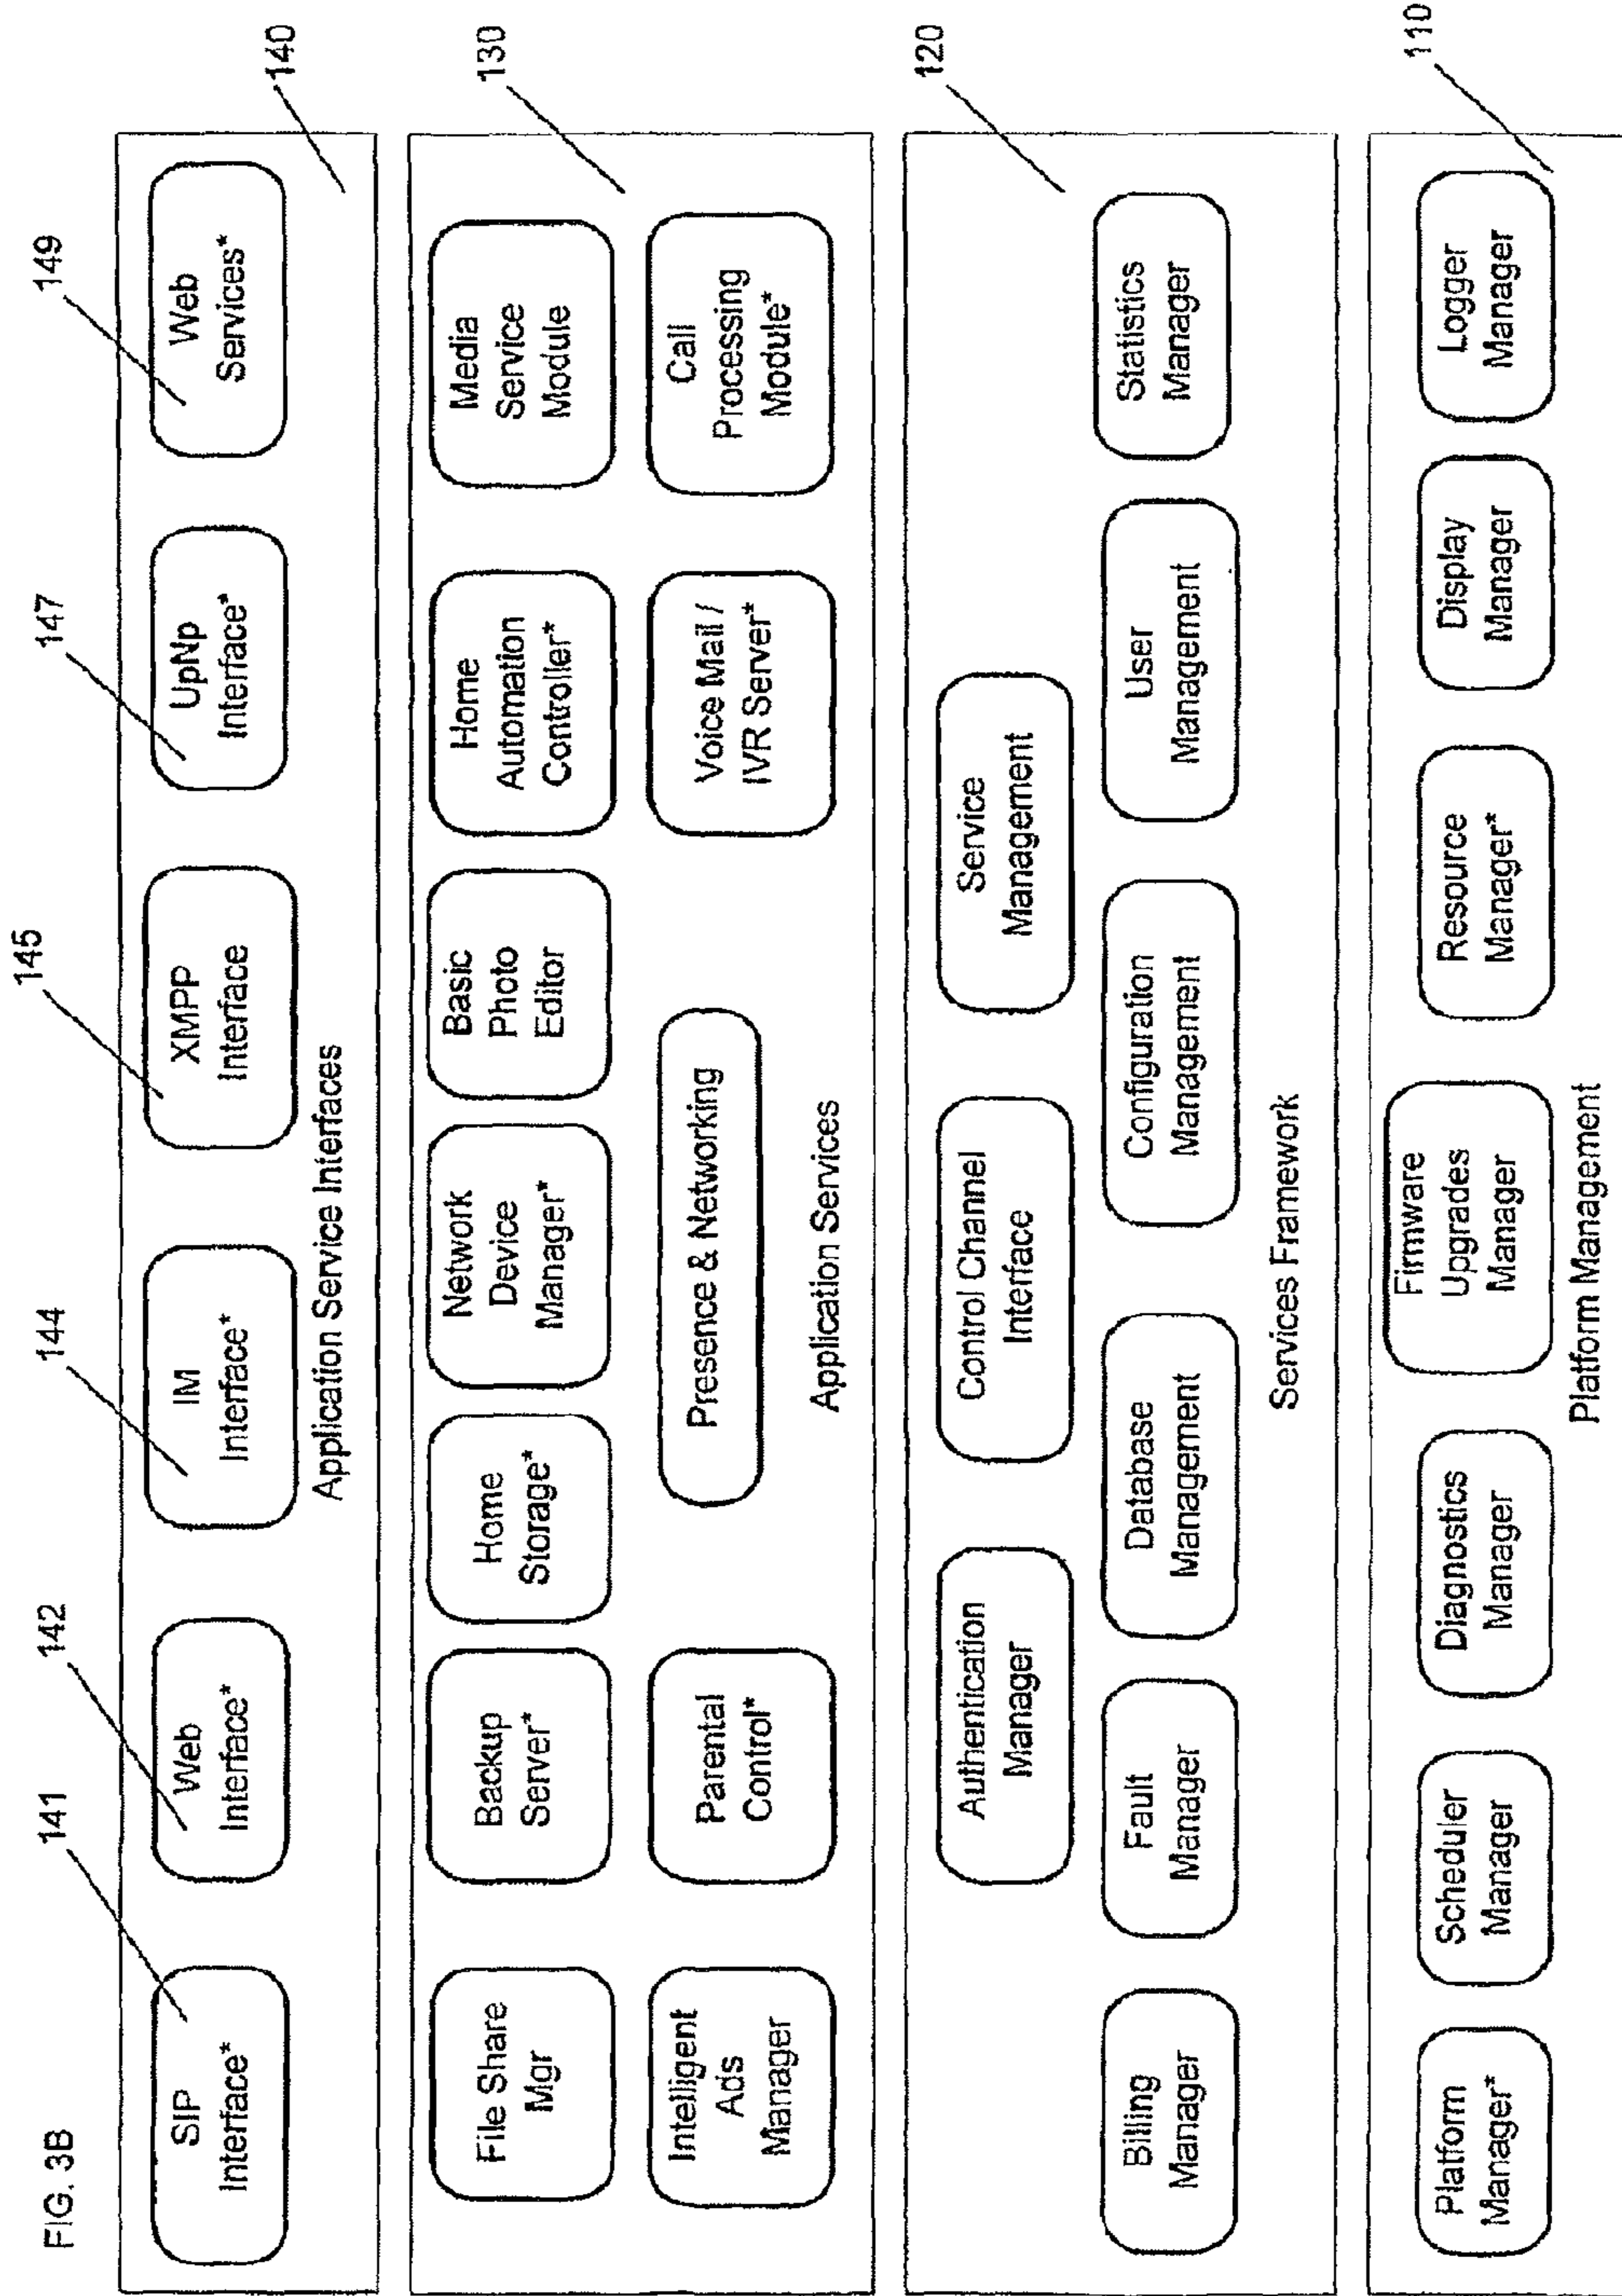 FIG. 3B
141
142
144
145
147
149
SIP
Interface*
Web
Interface*
IM
Interface*
XMPP
Interface
UpNp
Interface*
Web
Services*
Application Service Interfaces
140
File Share
Mgr
Backup
Server*
Home
Storage*
Network
Device
Manager*
Basic
Photo
Editor
Home
Automation
Controller*
Media
Service
Module
130
Intelligent
Ads
Manager
Parental
Control*
Presence & Networking
Voice Mail /
IVR Server*
Call
Processing
Module*
Application Services
Authentication
Manager
Control Channel
Interface
Service
Management
120
Billing
Manager
Fault
Manager
Database
Management
Configuration
Management
User
Management
Statistics
Manager
Services Framework
Platform
Manager*
Scheduler
Manager
Diagnostics
Manager
Firmware
Upgrades
Manager
Resource
Manager*
Display
Manager
Logger
Manager
110
Platform Management